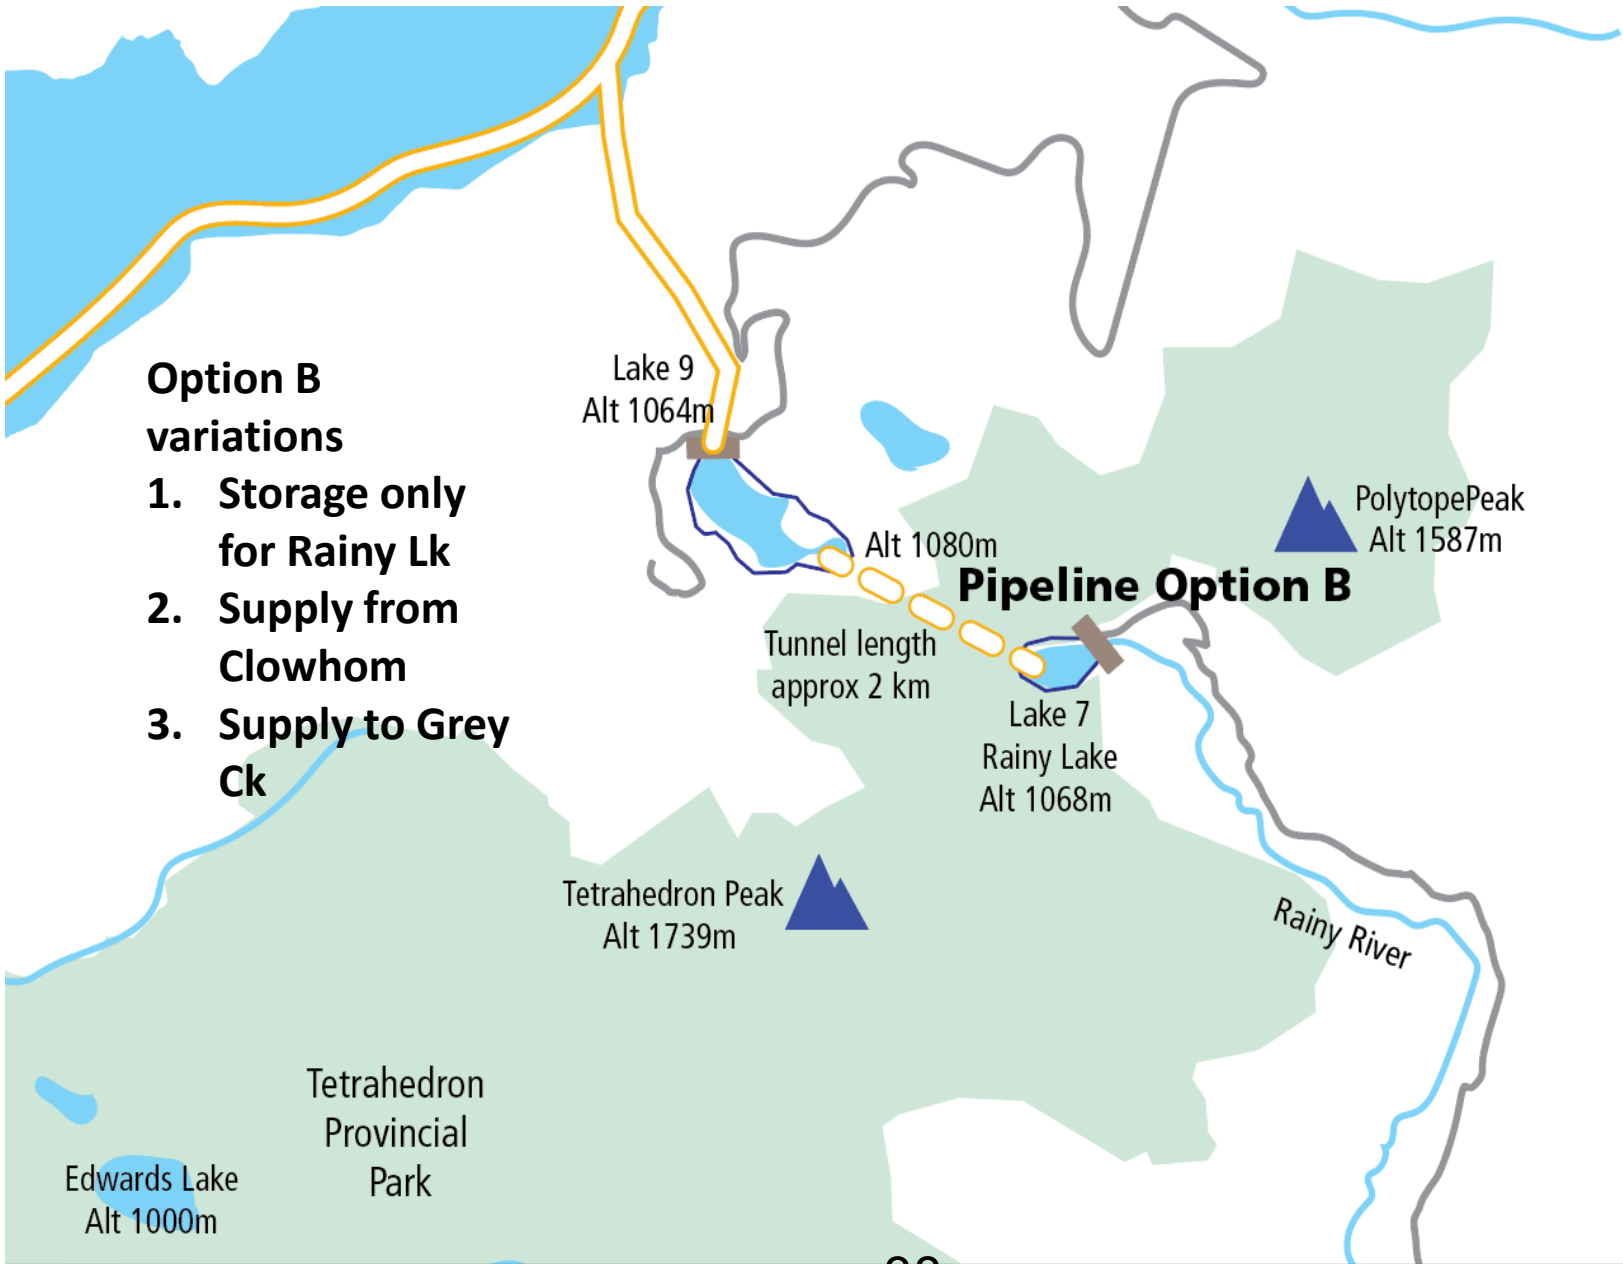 Option B
variations
1. Storage only
for Rainy Lk
2. Supply from
Clowhom
3. Supply to Grey
Ck
Lake 9
Alt 1064m
Alt 1080m
Pipeline Option B
PolytopePeak
Alt 1587m
Tunnel length
approx 2 km
Lake 7
Rainy Lake
Alt 1068m
Tetrahedron Peak
Alt 1739m
Rainy River
Tetrahedron
Provincial
Park
Edwards Lake
Alt 1000m